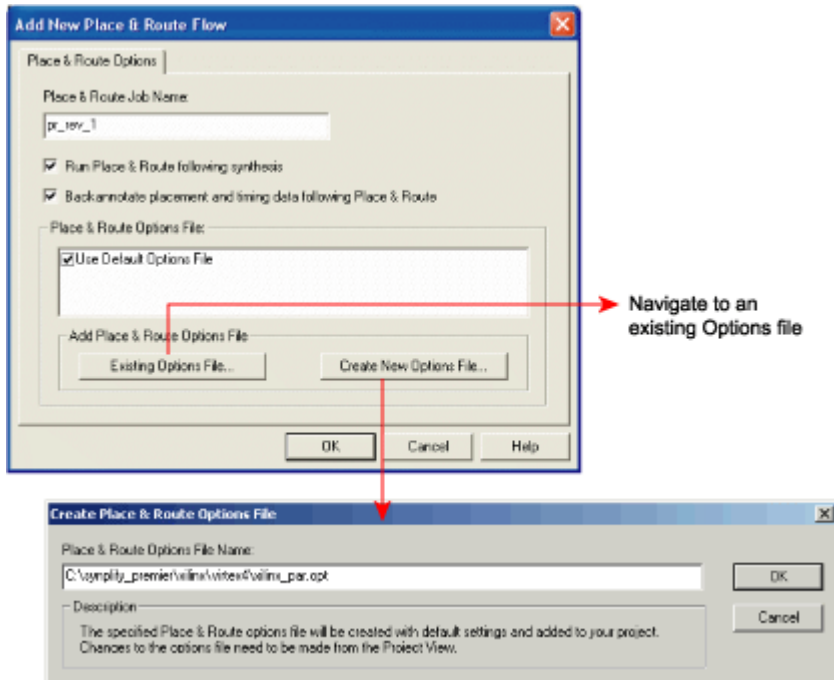 Add New Place & Route Flow
Place & Route Options
Place & Route Job Name:
pr_rev_1
Run Place & Route following synthesis
Backannotate placement and timing data following Place & Route
Place & Route Options File:
Use Default Options File
Add Place & Route Options File
Existing Options File...
Create New Options File...
OK
Cancel
Help
Navigate to an
existing Options file
Create Place & Route Options File
Place & Route Options File Name:
C:\synplify_premier\xilinx\virtex4\xilinx_par.opt
OK
Cancel
Description
The specified Place & Route options file will be created with default settings and added to your project.
Changes to the options file need to be made from the Project View.